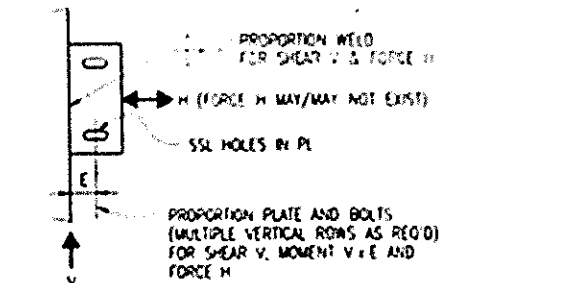 PROPORTION WELD
FOR SHEAR V & FORCE H
H (FORCE H MAY/MAY NOT EXIST)
SSL HOLES IN PL
E
PROPORTION PLATE AND BOLTS
(MULTIPLE VERTICAL ROWS AS REQ'D)
FOR SHEAR V, MOMENT V x E AND
FORCE H
V